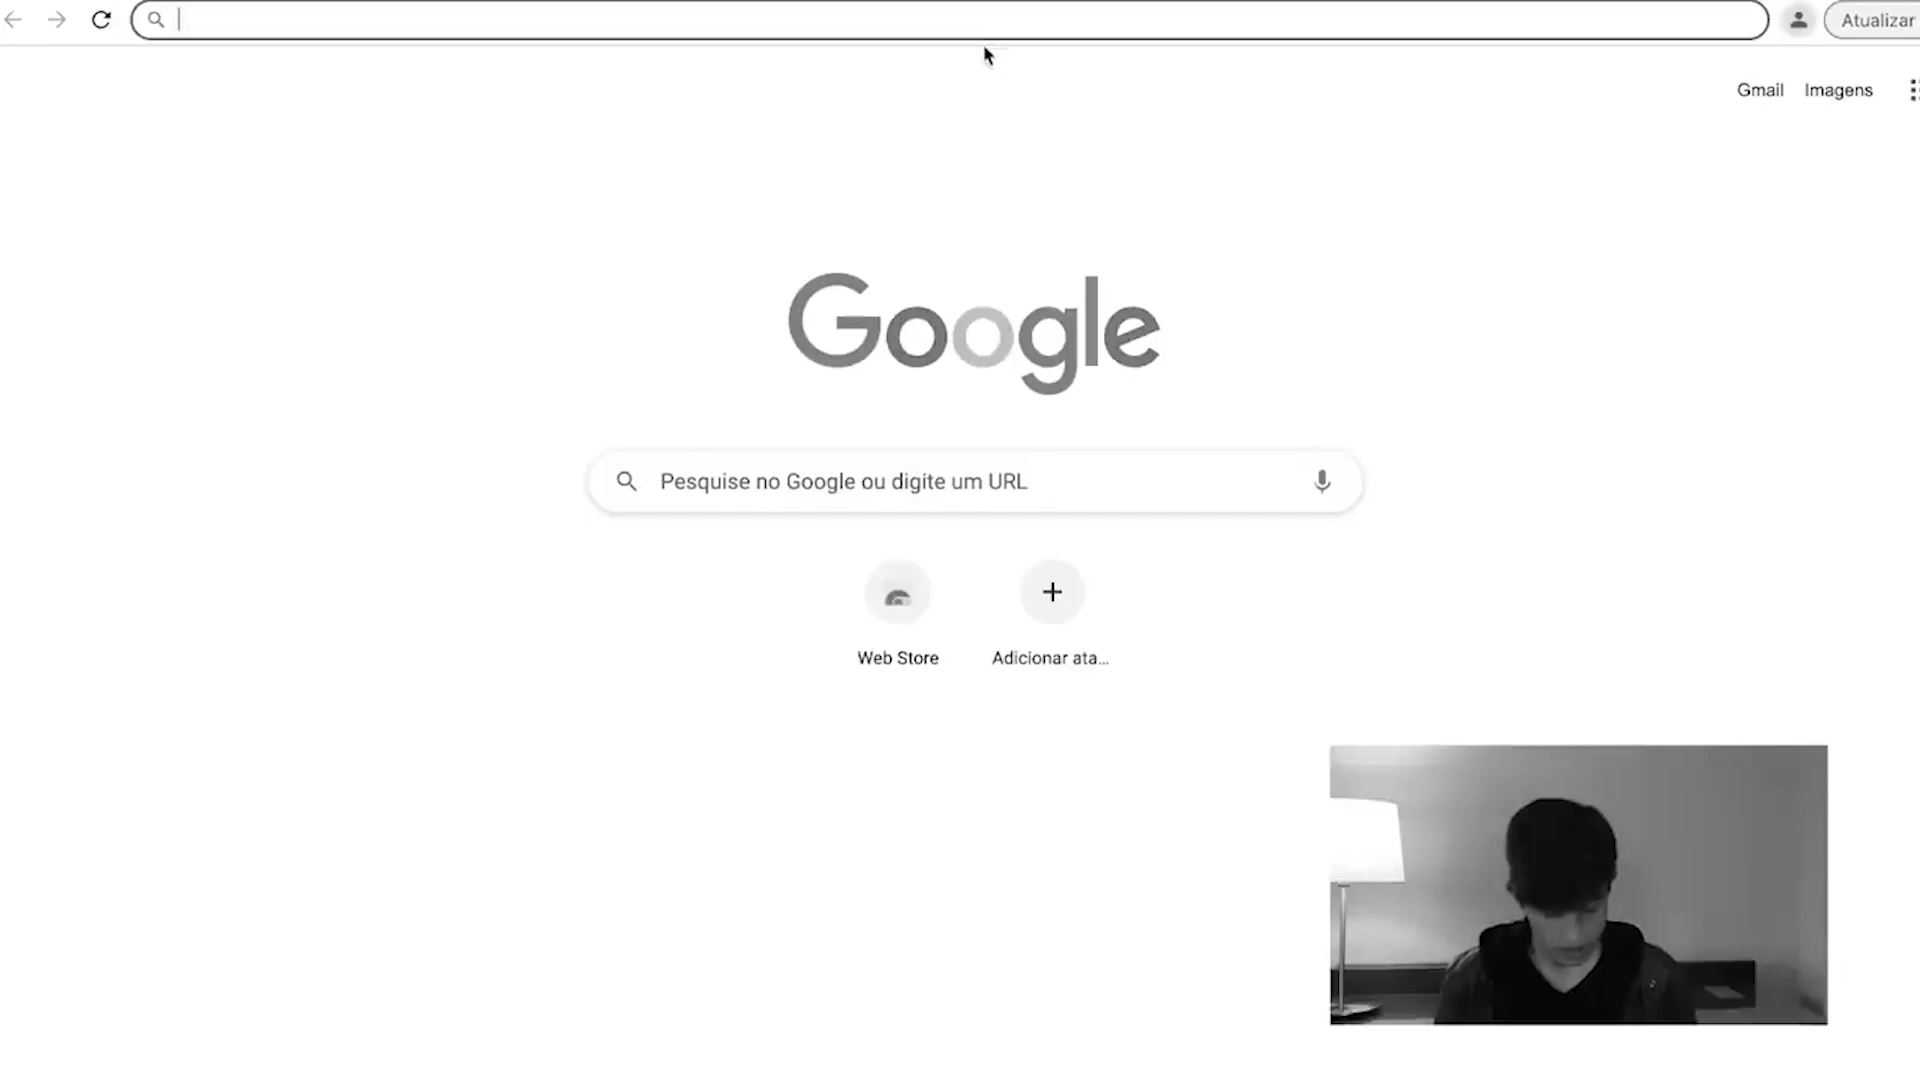 Atualizar
Gmail Imagens
Google
Pesquise no Google ou digite um URL
Web Store
Adicionar ata...